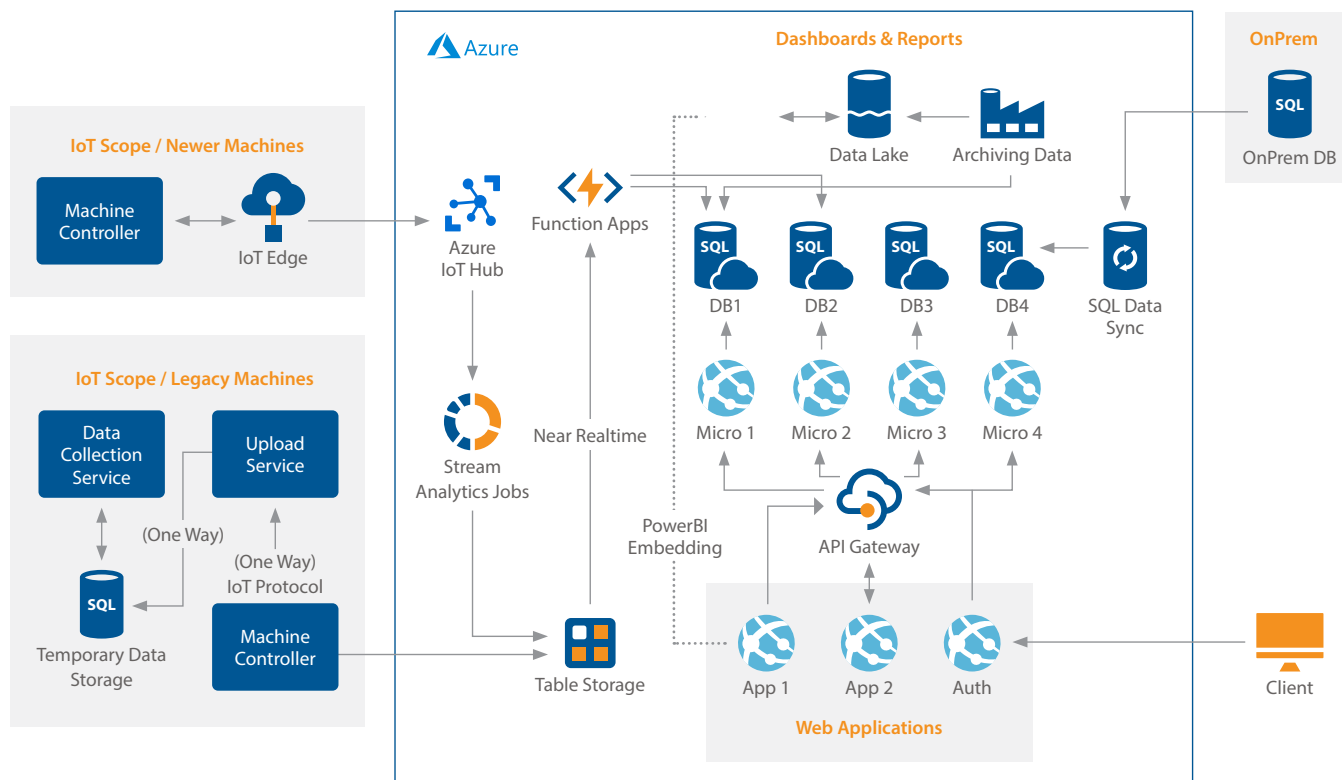 Azure
Dashboards & Reports
OnPrem
SQL
OnPrem DB
Data Lake
Archiving Data
IoT Scope / Newer Machines
Machine
Controller
IoT Edge
Azure
IoT Hub
Function Apps
SQL
DB1
SQL
DB2
SQL
DB3
SQL
DB4
SQL Data
Sync
IoT Scope / Legacy Machines
Data
Collection
Service
Upload
Service
(One Way)
(One Way)
IoT Protocol
SQL
Temporary Data
Storage
Machine
Controller
Stream
Analytics Jobs
Near Realtime
Table Storage
Micro 1
Micro 2
Micro 3
Micro 4
PowerBI
Embedding
API Gateway
App 1
App 2
Auth
Web Applications
Client